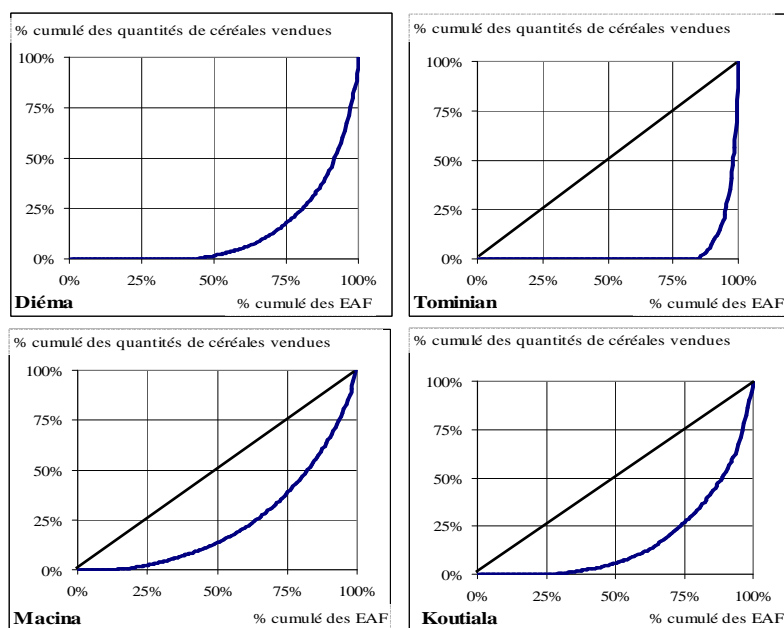 % cumulé des quantités de céréales vendues
100%
75%
50%
25%
0%
0% 25% 50% 75% 100%
Diéma % cumulé des EAF
% cumulé des quantités de céréales vendues
100%
75%
50%
25%
0%
0% 25% 50% 75% 100%
Tominian % cumulé des EAF
% cumulé des quantités de céréales vendues
100%
75%
50%
25%
0%
0% 25% 50% 75% 100%
Macina % cumulé des EAF
% cumulé des quantités de céréales vendues
100%
75%
50%
25%
0%
0% 25% 50% 75% 100%
Koutiala % cumulé des EAF